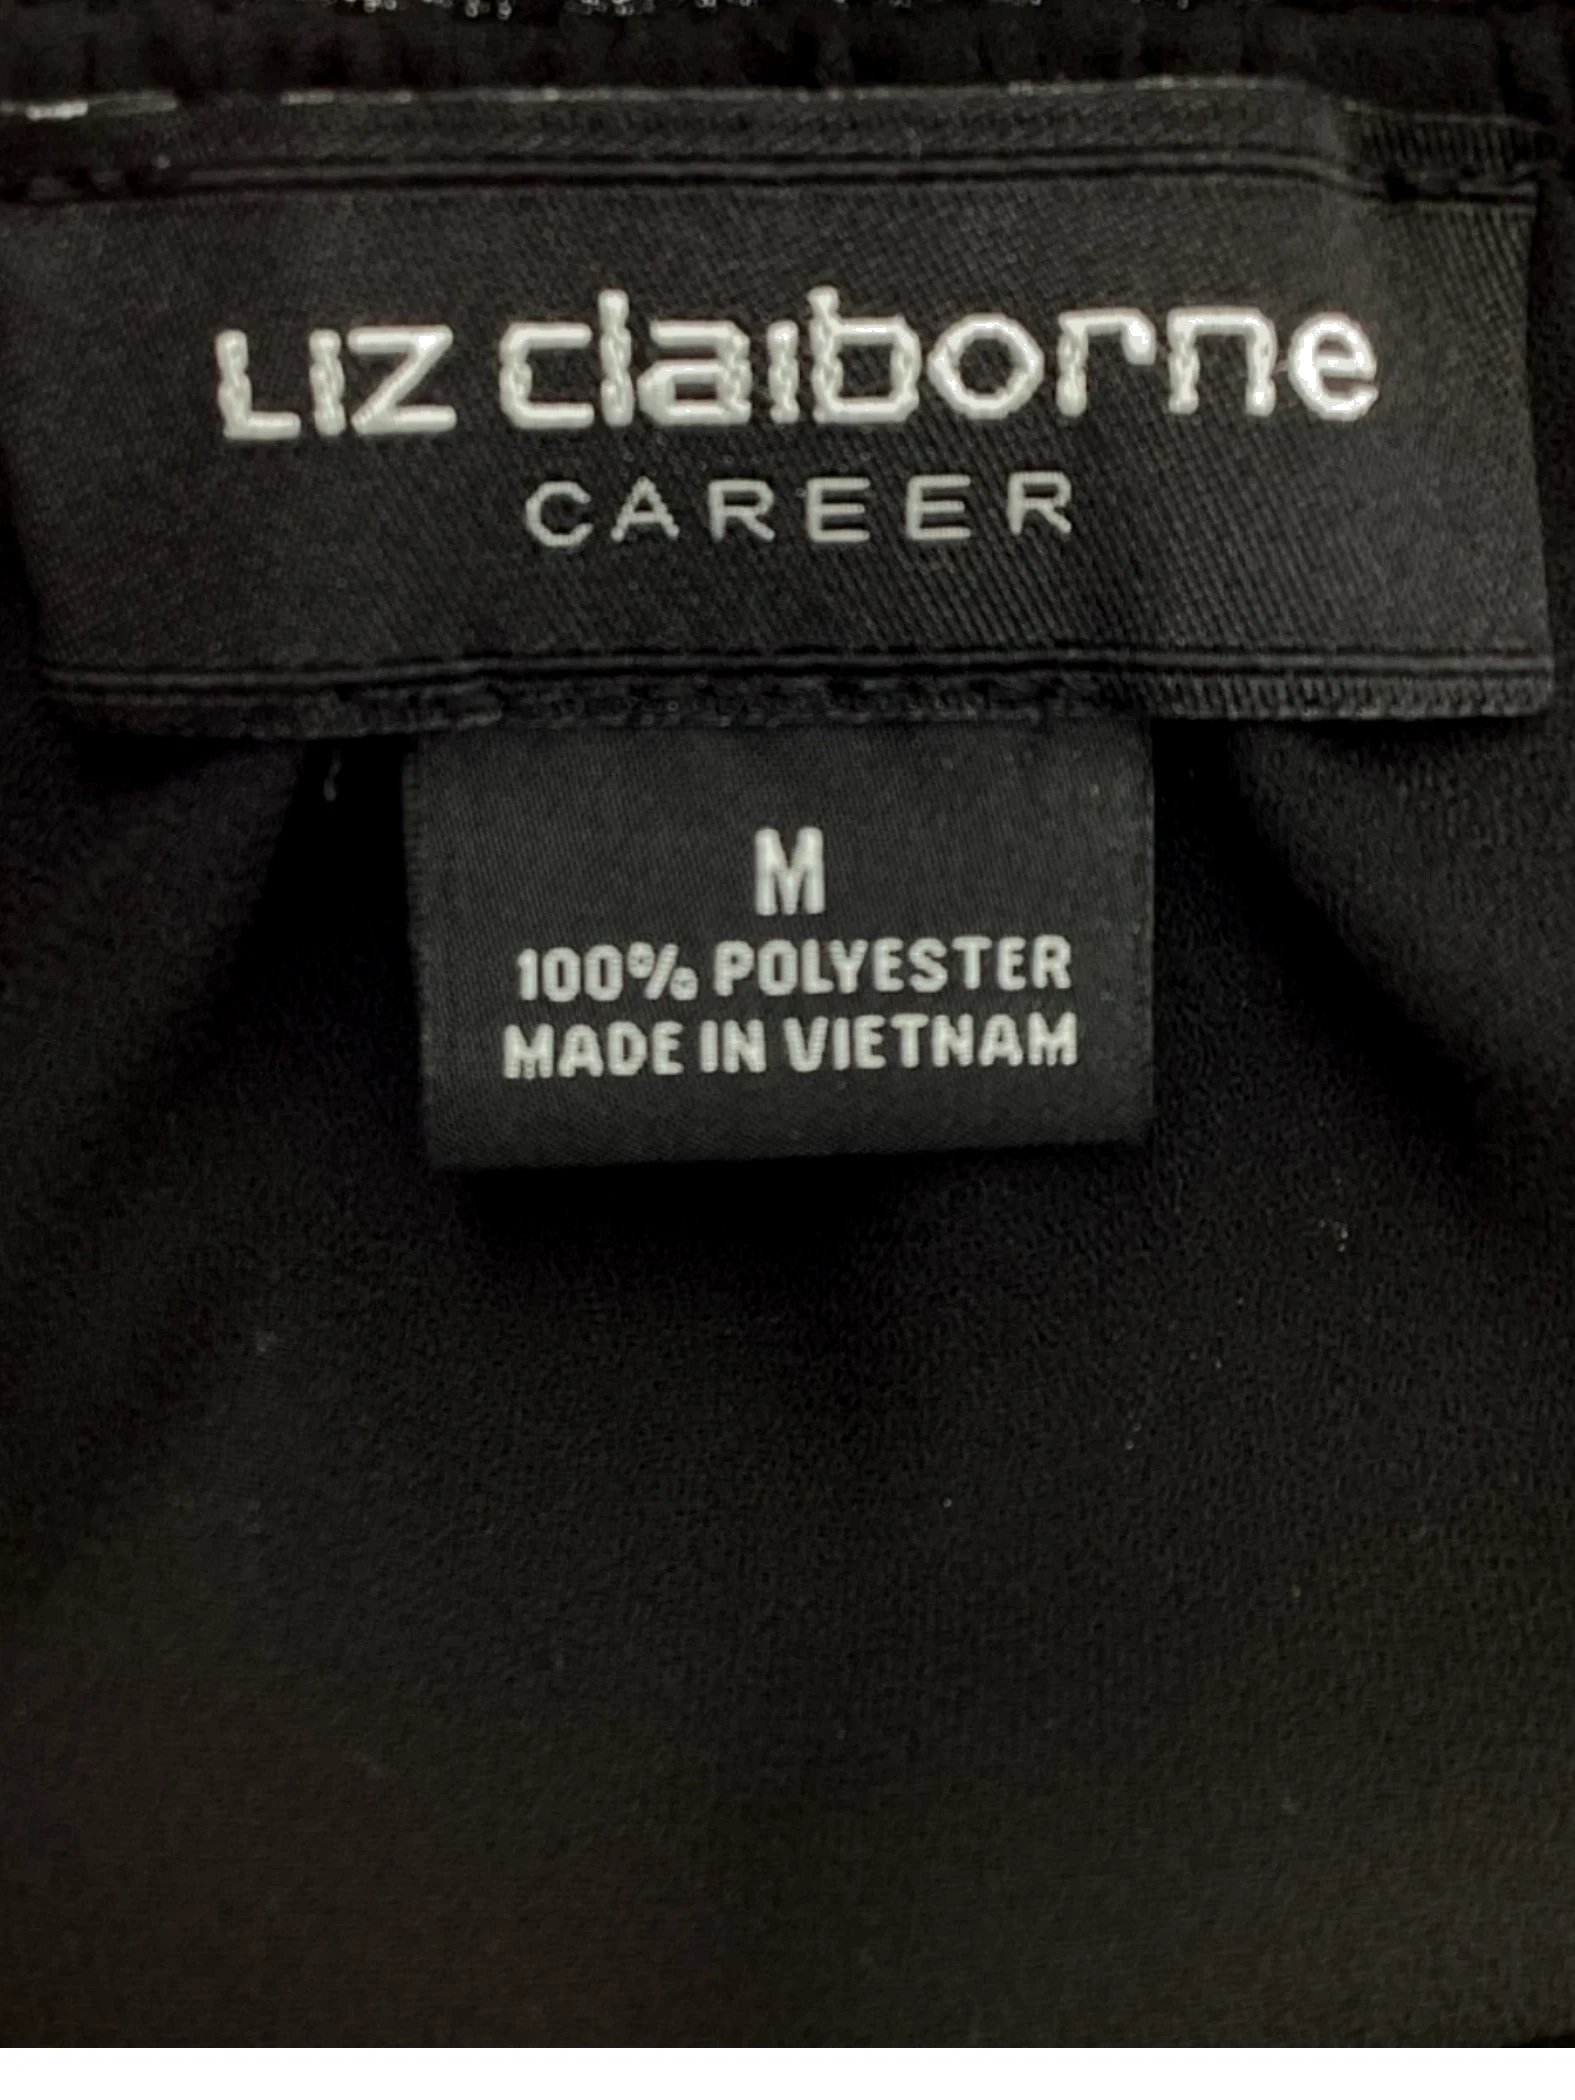 LIZ claiborne
CAREER
M
100% POLYESTER
MADE IN VIETNAM